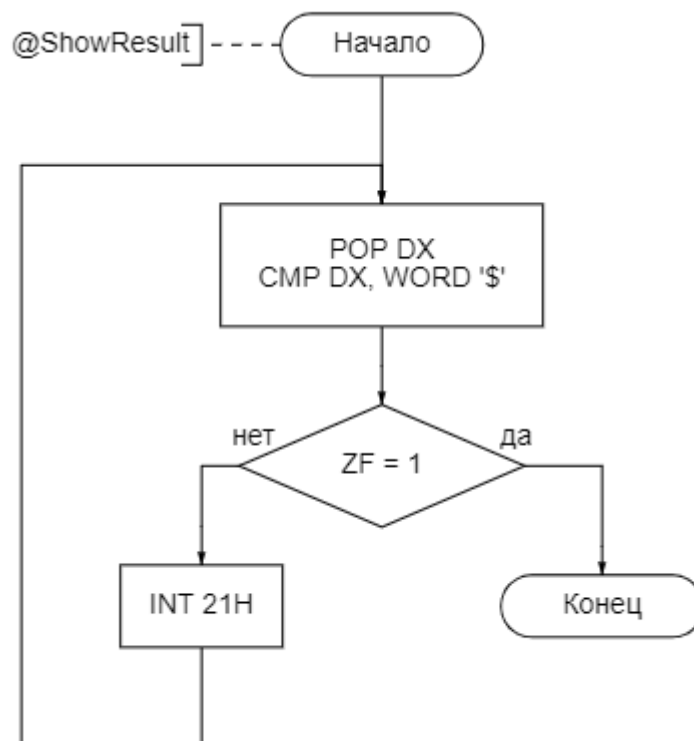 @ShowResult
Начало
POP DX
CMP DX, WORD '$'
нет
ZF = 1
да
INT 21H
Конец